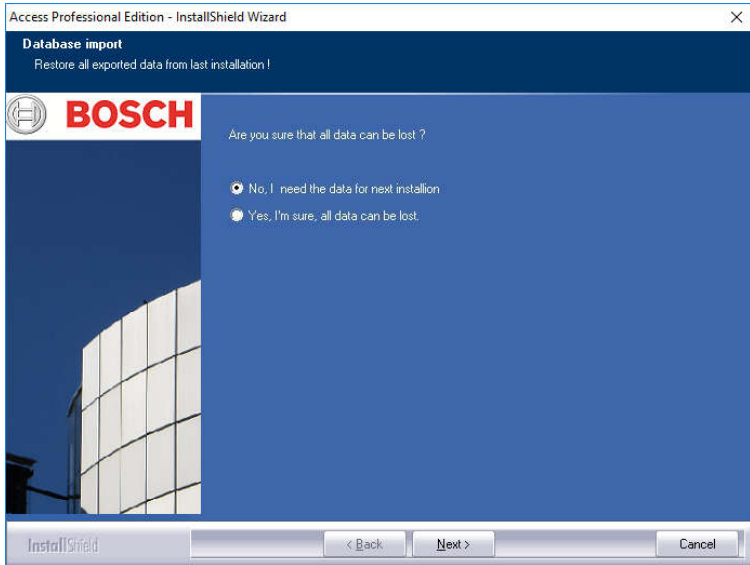 Access Professional Edition - InstallShield Wizard
Database import
Restore all exported data from last installation !
BOSCH
Are you sure that all data can be lost ?
No, I need the data for next installion
Yes, I'm sure, all data can be lost.
InstallShield
< Back
Next >
Cancel